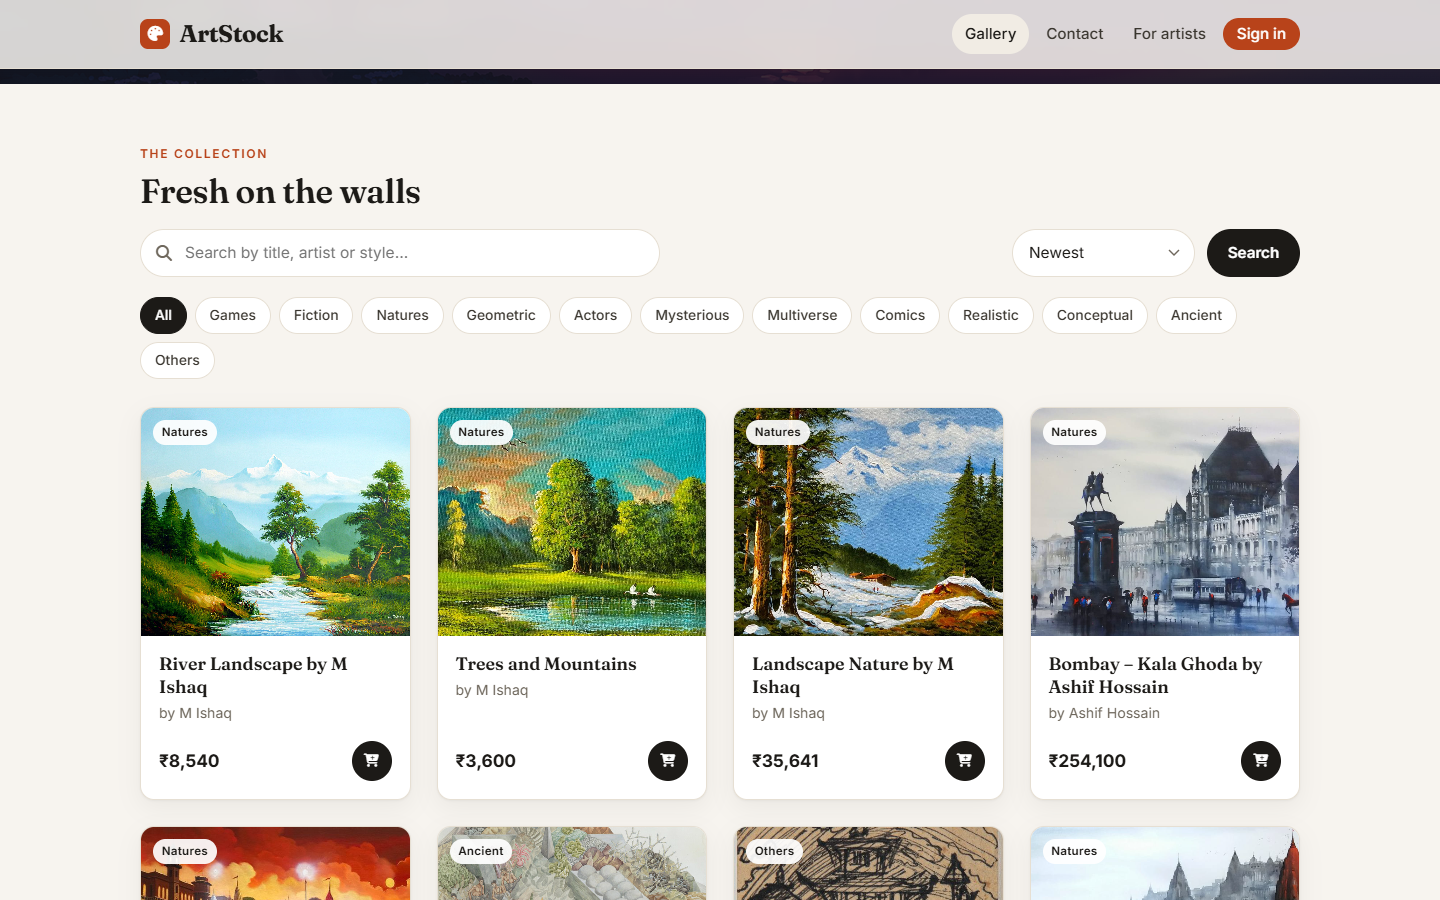 ArtStock
Gallery
Contact
For artists
Sign in
THE COLLECTION
Fresh on the walls
Search by title, artist or style…
Newest
Search
All
Games
Fiction
Natures
Geometric
Actors
Mysterious
Multiverse
Comics
Realistic
Conceptual
Ancient
Others
Natures
River Landscape by M
Ishaq
by M Ishaq
₹8,540
Natures
Trees and Mountains
by M Ishaq
₹3,600
Natures
Landscape Nature by M
Ishaq
by M Ishaq
₹35,641
Natures
Bombay – Kala Ghoda by
Ashif Hossain
by Ashif Hossain
₹254,100
Natures
Ancient
Others
Natures